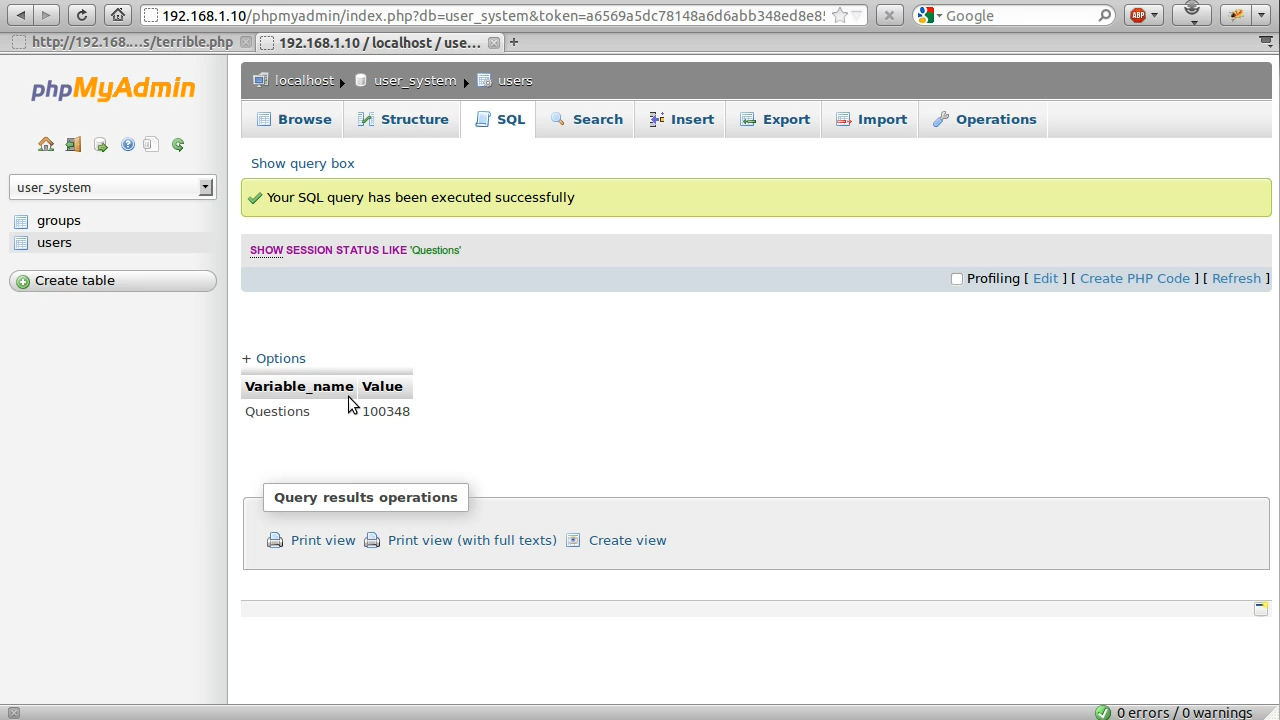 192.168.1.10/phpmyadmin/index.php?db=user_system&token=a6569a5dc78148a6d6abb348ed8e8
Google
ABP
http://192.168....s/terrible.php
192.168.1.10 / localhost / use...
phpMyAdmin
localhost
user_system
users
Browse
Structure
SQL
Search
Insert
Export
Import
Operations
user_system
groups
users
Create table
Show query box
Your SQL query has been executed successfully
SHOW SESSION STATUS LIKE 'Questions'
Profiling [ Edit ] [ Create PHP Code ] [ Refresh ]
+ Options
Variable_name Value
Questions 100348
Query results operations
Print view
Print view (with full texts)
Create view
0 errors / 0 warnings